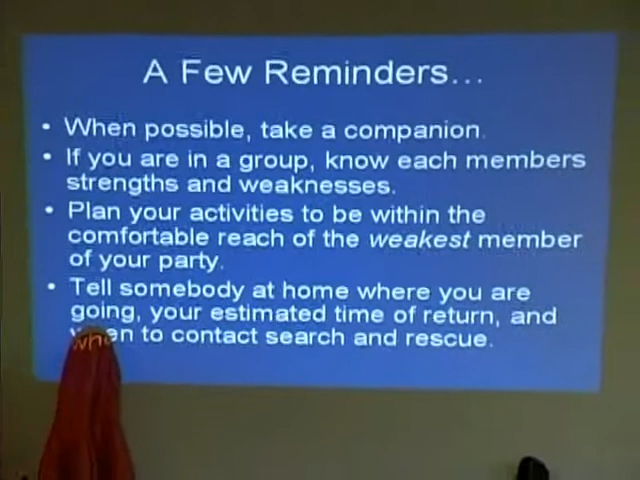 A Few Reminders...
• When possible, take a companion.
• If you are in a group, know each members
strengths and weaknesses.
• Plan your activities to be within the
comfortable reach of the weakest member
of your party.
• Tell somebody at home where you are
going, your estimated time of return, and
when to contact search and rescue.